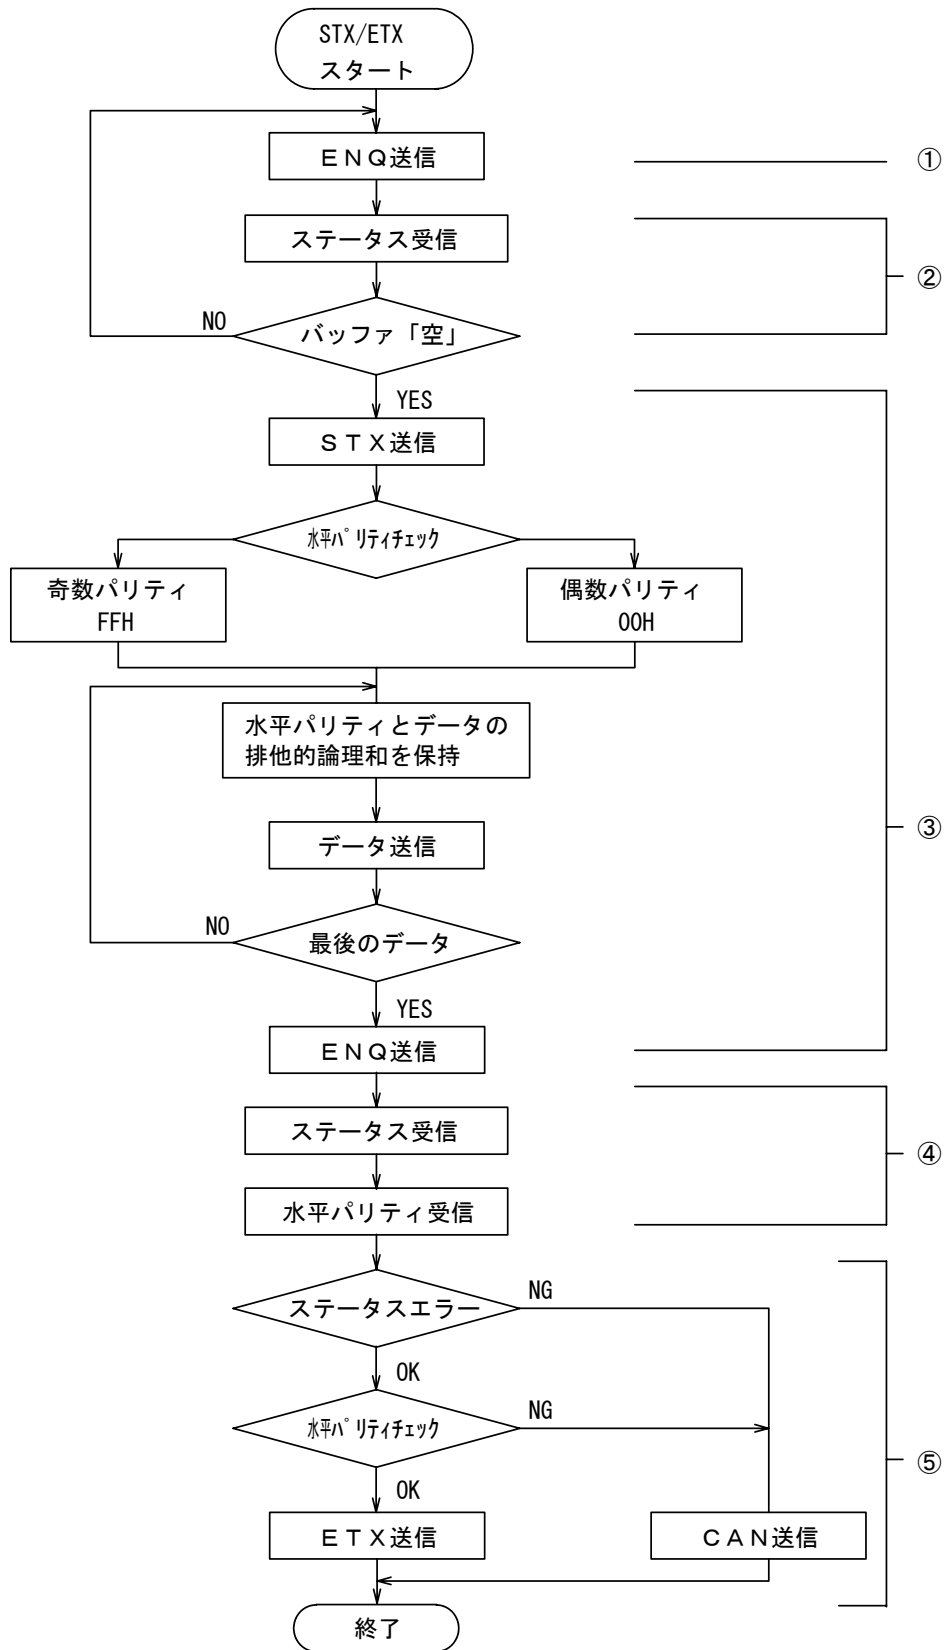 STX/ETX
スタート
ＥＮＱ送信
①
ステータス受信
②
NO
バッファ「空」
YES
ＳＴＸ送信
水平ﾊﾟﾘﾃｨﾁｪｯｸ
奇数パリティ
FFH
偶数パリティ
00H
水平パリティとデータの
排他的論理和を保持
③
データ送信
NO
最後のデータ
YES
ＥＮＱ送信
ステータス受信
④
水平パリティ受信
ステータスエラー
NG
OK
水平ﾊﾟﾘﾃｨﾁｪｯｸ
NG
⑤
OK
ＥＴＸ送信
ＣＡＮ送信
終了